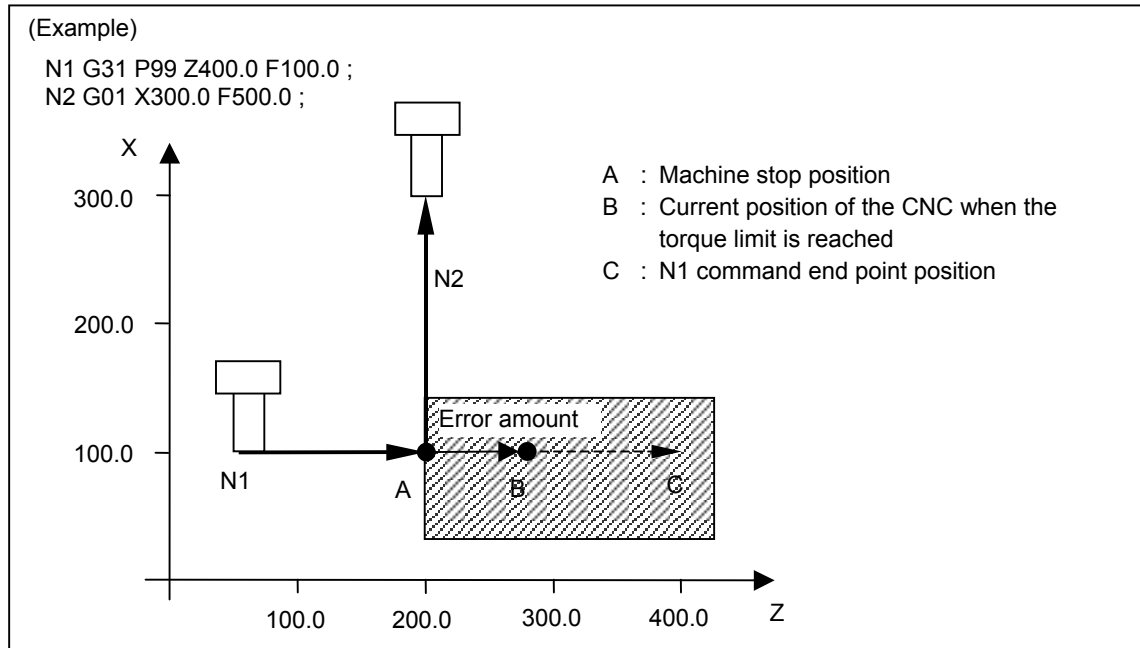 (Example)
N1 G31 P99 Z400.0 F100.0 ;
N2 G01 X300.0 F500.0 ;
X
300.0
A : Machine stop position
B : Current position of the CNC when the
torque limit is reached
C : N1 command end point position
N2
200.0
Error amount
100.0
N1
A
B
C
100.0
200.0
300.0
400.0
Z